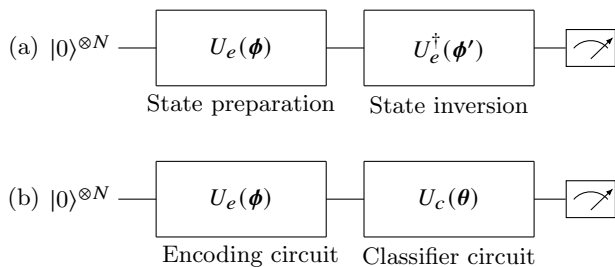 (a) |0⟩^{⊗N} U_e(ϕ) U_e^†(ϕ′)
State preparation State inversion
(b) |0⟩^{⊗N} U_e(ϕ) U_c(θ)
Encoding circuit Classifier circuit